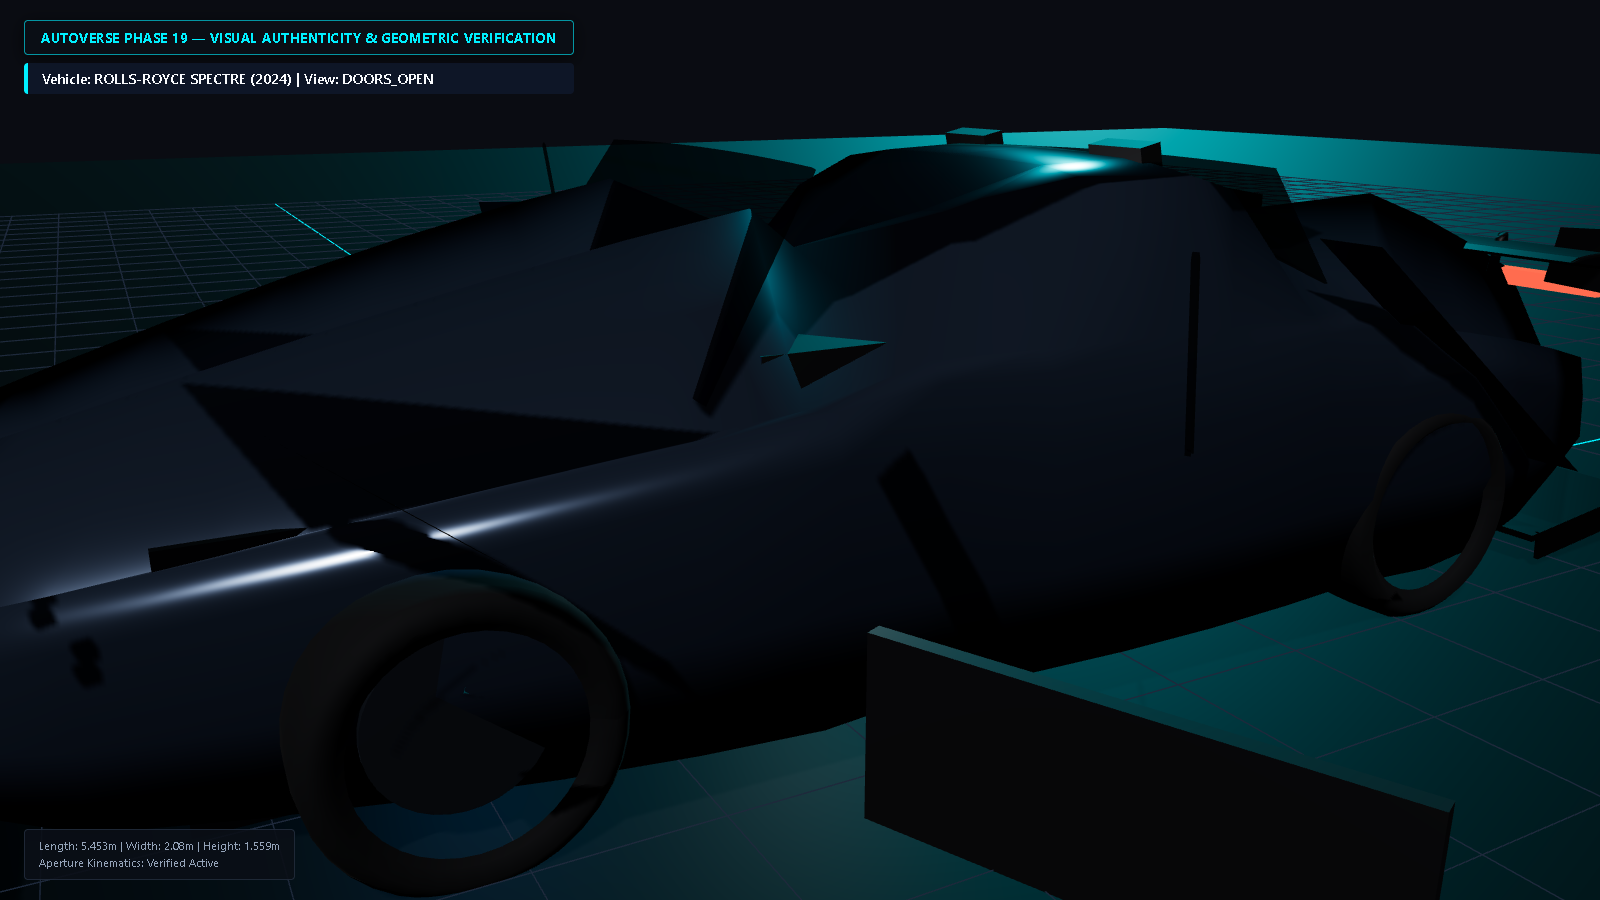 AUTOVERSE PHASE 19 — VISUAL AUTHENTICITY & GEOMETRIC VERIFICATION
Vehicle: ROLLS-ROYCE SPECTRE (2024) | View: DOORS_OPEN
Length: 5.453m | Width: 2.08m | Height: 1.559m
Aperture Kinematics: Verified Active